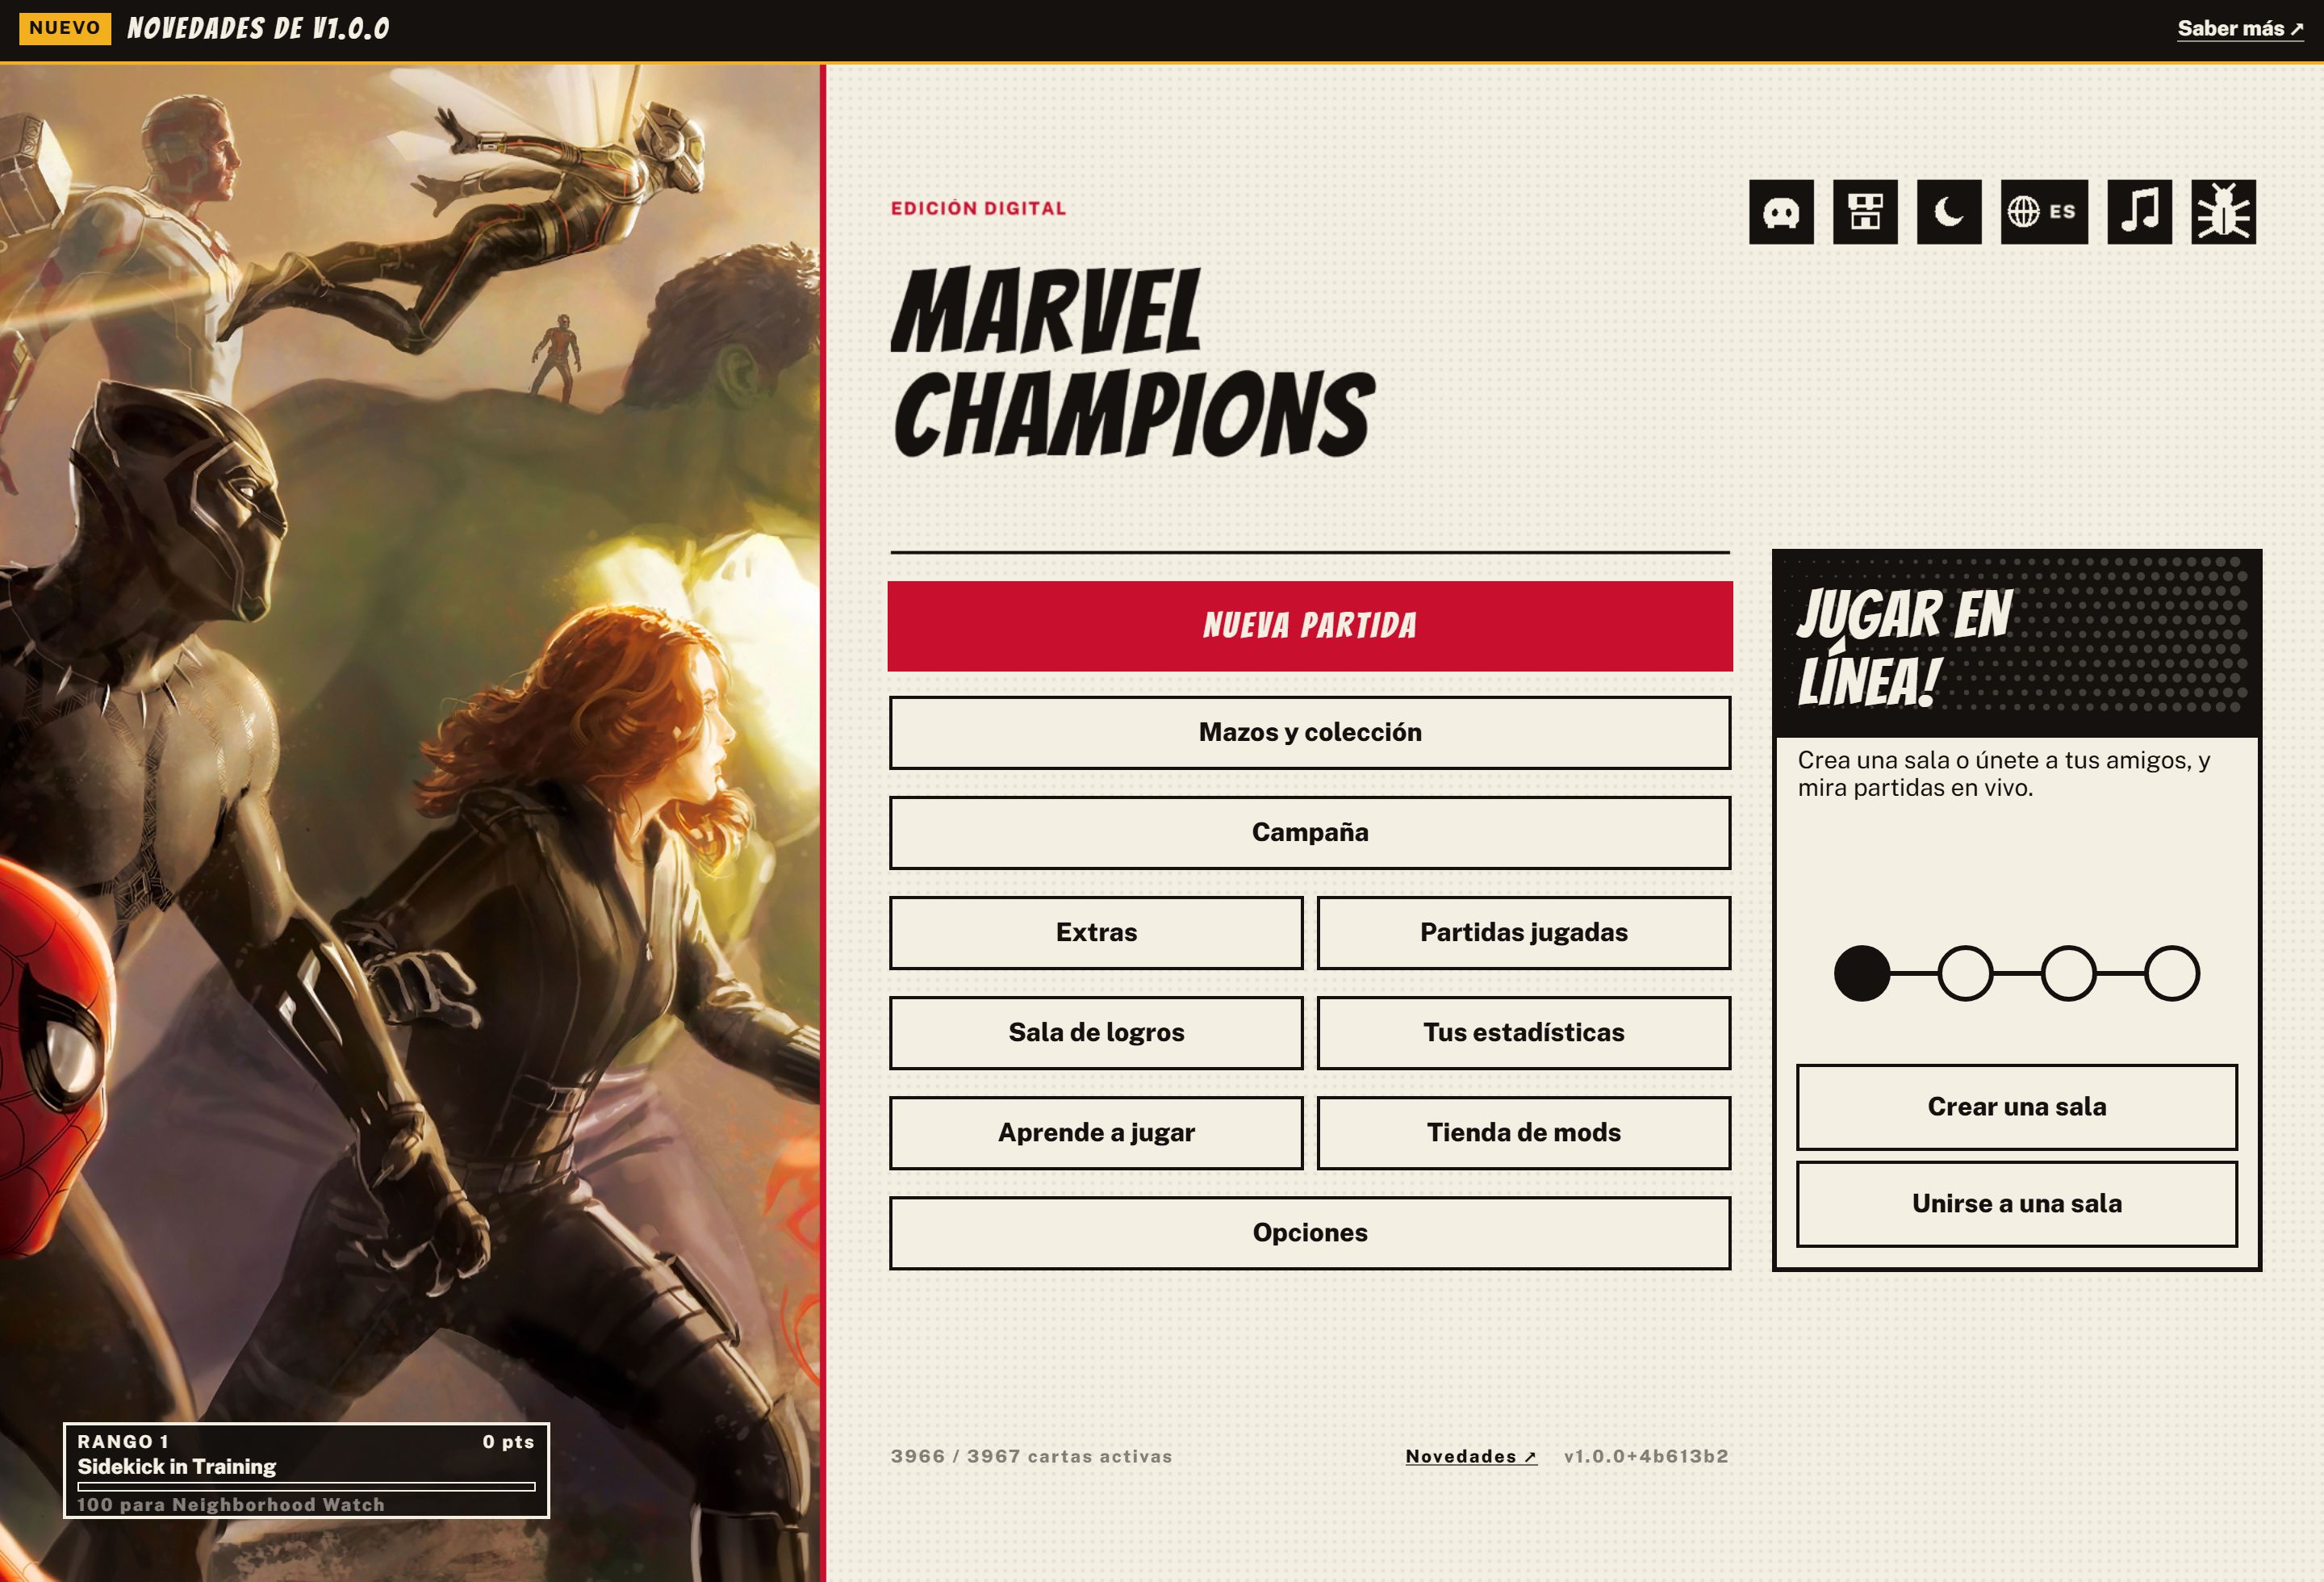 NUEVO NOVEDADES DE V1.0.0
Saber más ↗
EDICIÓN DIGITAL
ES
MARVEL
CHAMPIONS
NUEVA PARTIDA
Mazos y colección
Campaña
Extras
Partidas jugadas
Sala de logros
Tus estadísticas
Aprende a jugar
Tienda de mods
Opciones
JUGAR EN
LÍNEA!
Crea una sala o únete a tus amigos, y
mira partidas en vivo.
Crear una sala
Unirse a una sala
RANGO 1
0 pts
Sidekick in Training
100 para Neighborhood Watch
3966 / 3967 cartas activas
Novedades ↗
v1.0.0+4b613b2